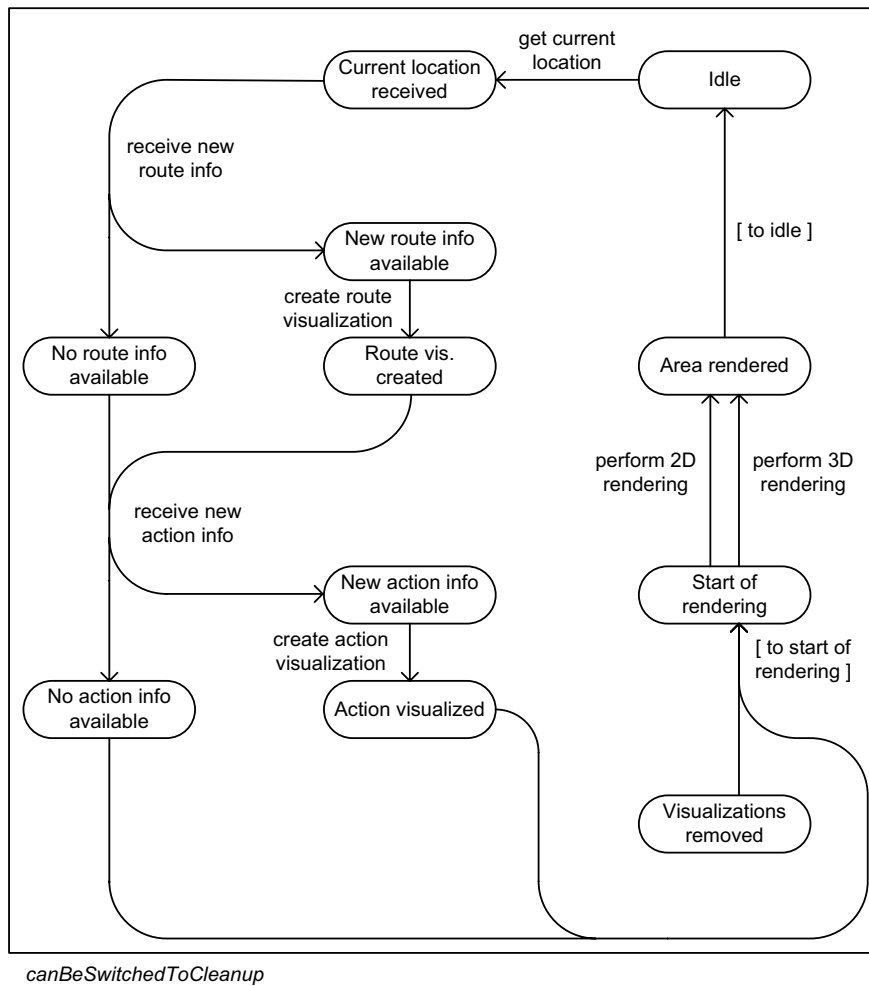 get current
location
Current location
received
Idle
receive new
route info
New route info
available
[ to idle ]
create route
visualization
No route info
available
Route vis.
created
Area rendered
perform 2D
rendering
perform 3D
rendering
receive new
action info
New action info
available
Start of
rendering
create action
visualization
[ to start of
rendering ]
No action info
available
Action visualized
Visualizations
removed
canBeSwitchedToCleanup